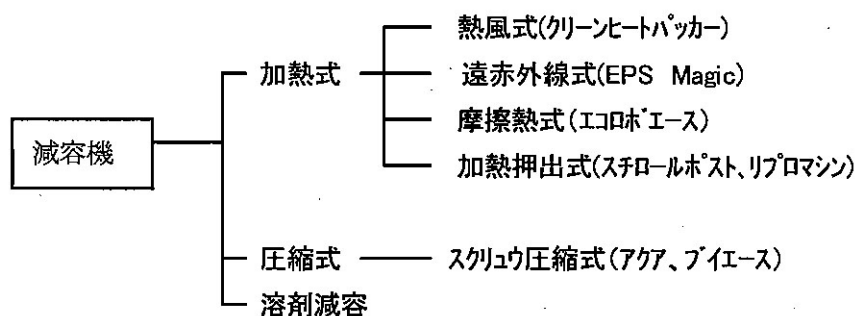 熱風式(クリーンヒートパッカー)
加熱式
遠赤外線式(EPS Magic)
摩擦熱式(エコロボエース)
減容機
加熱押出式(スチロールポスト、リプロマシン)
圧縮式
スクリュウ圧縮式(アクア、ブイエース)
溶剤減容